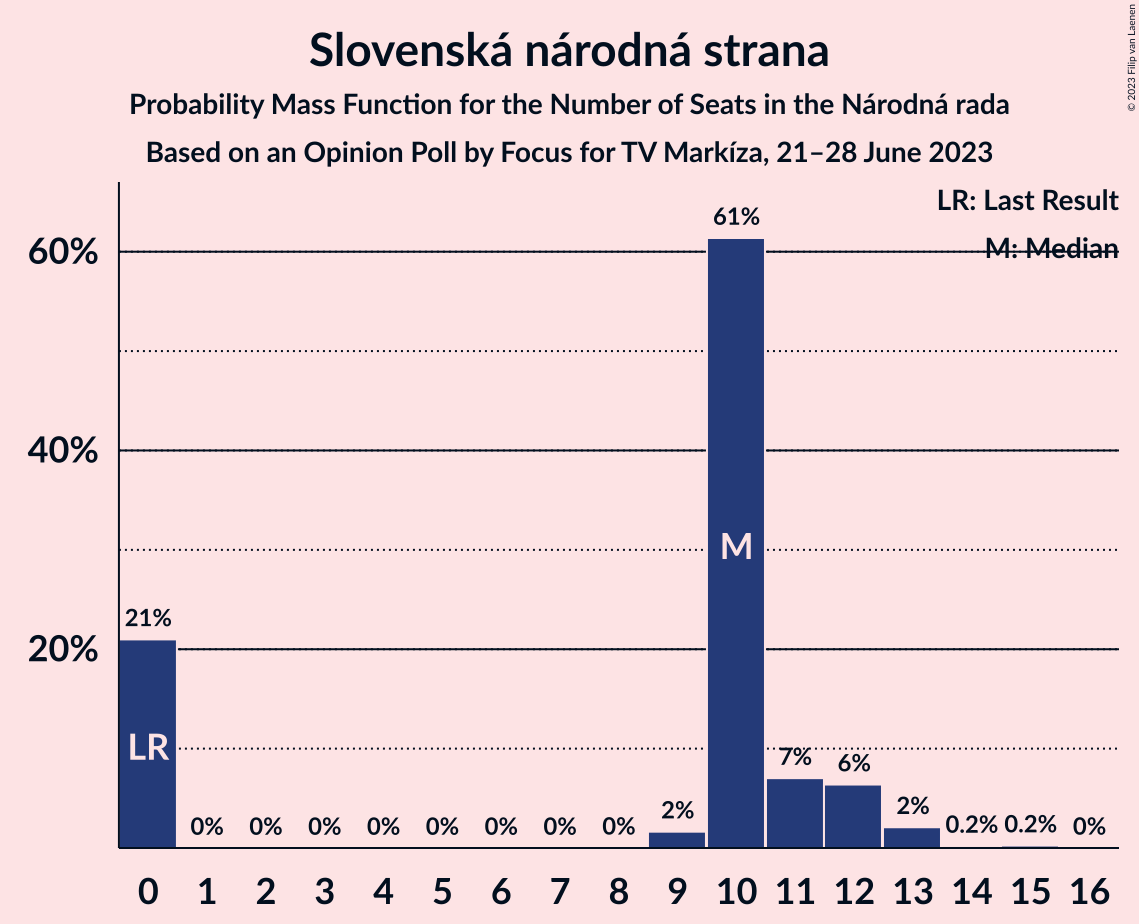 Slovenská národná strana
Probability Mass Function for the Number of Seats in the Národná rada
Based on an Opinion Poll by Focus for TV Markíza, 21–28 June 2023
© 2023 Filip van Laenen
LR: Last Result
M: Median
60%
40%
20%
21%
0%
0%
0%
0%
0%
0%
0%
0%
2%
61%
7%
6%
2%
0.2%
0.2%
0%
LR
M
0 1 2 3 4 5 6 7 8 9 10 11 12 13 14 15 16